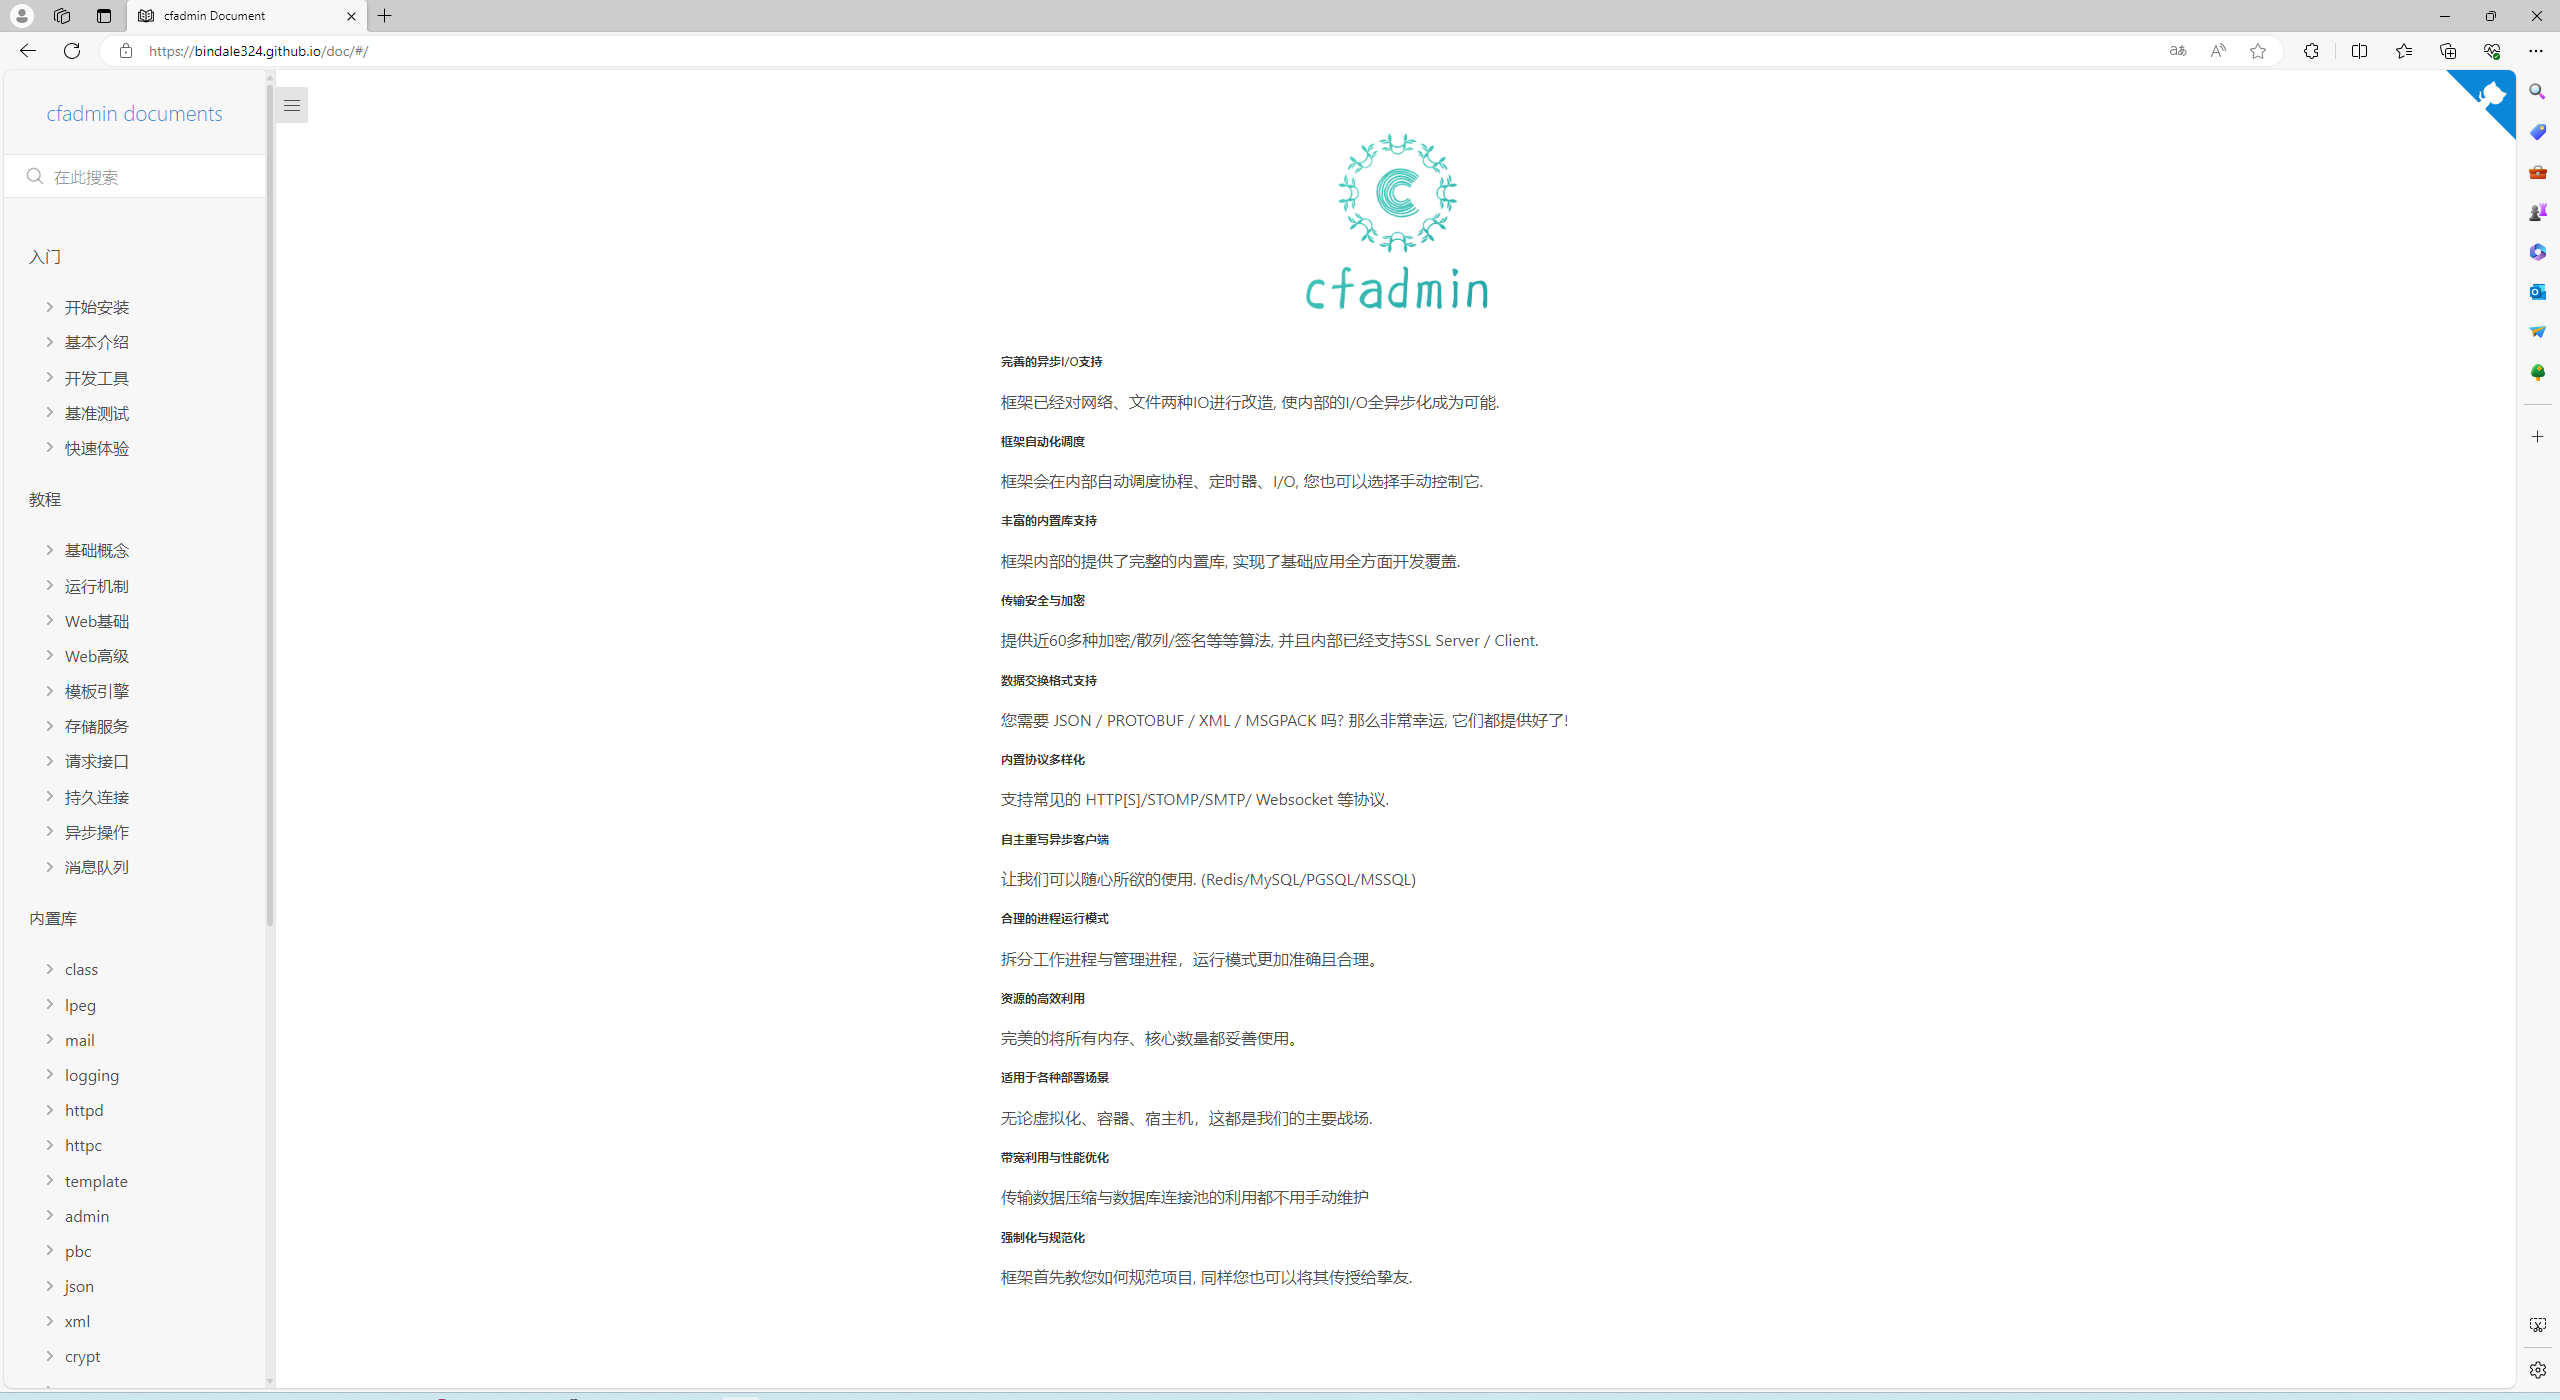 cfadmin Document
https://bindale324.github.io/doc/#/
cfadmin documents
在此搜索
入门
开始安装
基本介绍
开发工具
基准测试
快速体验
教程
基础概念
运行机制
Web基础
Web高级
模板引擎
存储服务
请求接口
持久连接
异步操作
消息队列
内置库
class
lpeg
mail
logging
httpd
httpc
template
admin
pbc
json
xml
crypt
cfadmin
完善的异步I/O支持
框架已经对网络、文件两种IO进行改造, 使内部的I/O全异步化成为可能.
框架自动化调度
框架会在内部自动调度协程、定时器、I/O, 您也可以选择手动控制它.
丰富的内置库支持
框架内部的提供了完整的内置库, 实现了基础应用全方面开发覆盖.
传输安全与加密
提供近60多种加密/散列/签名等等算法, 并且内部已经支持SSL Server / Client.
数据交换格式支持
您需要 JSON / PROTOBUF / XML / MSGPACK 吗? 那么非常幸运, 它们都提供好了!
内置协议多样化
支持常见的 HTTP[S]/STOMP/SMTP/ Websocket 等协议.
自主重写异步客户端
让我们可以随心所欲的使用. (Redis/MySQL/PGSQL/MSSQL)
合理的进程运行模式
拆分工作进程与管理进程，运行模式更加准确且合理。
资源的高效利用
完美的将所有内存、核心数量都妥善使用。
适用于各种部署场景
无论虚拟化、容器、宿主机，这都是我们的主要战场.
带宽利用与性能优化
传输数据压缩与数据库连接池的利用都不用手动维护
强制化与规范化
框架首先教您如何规范项目, 同样您也可以将其传授给挚友.